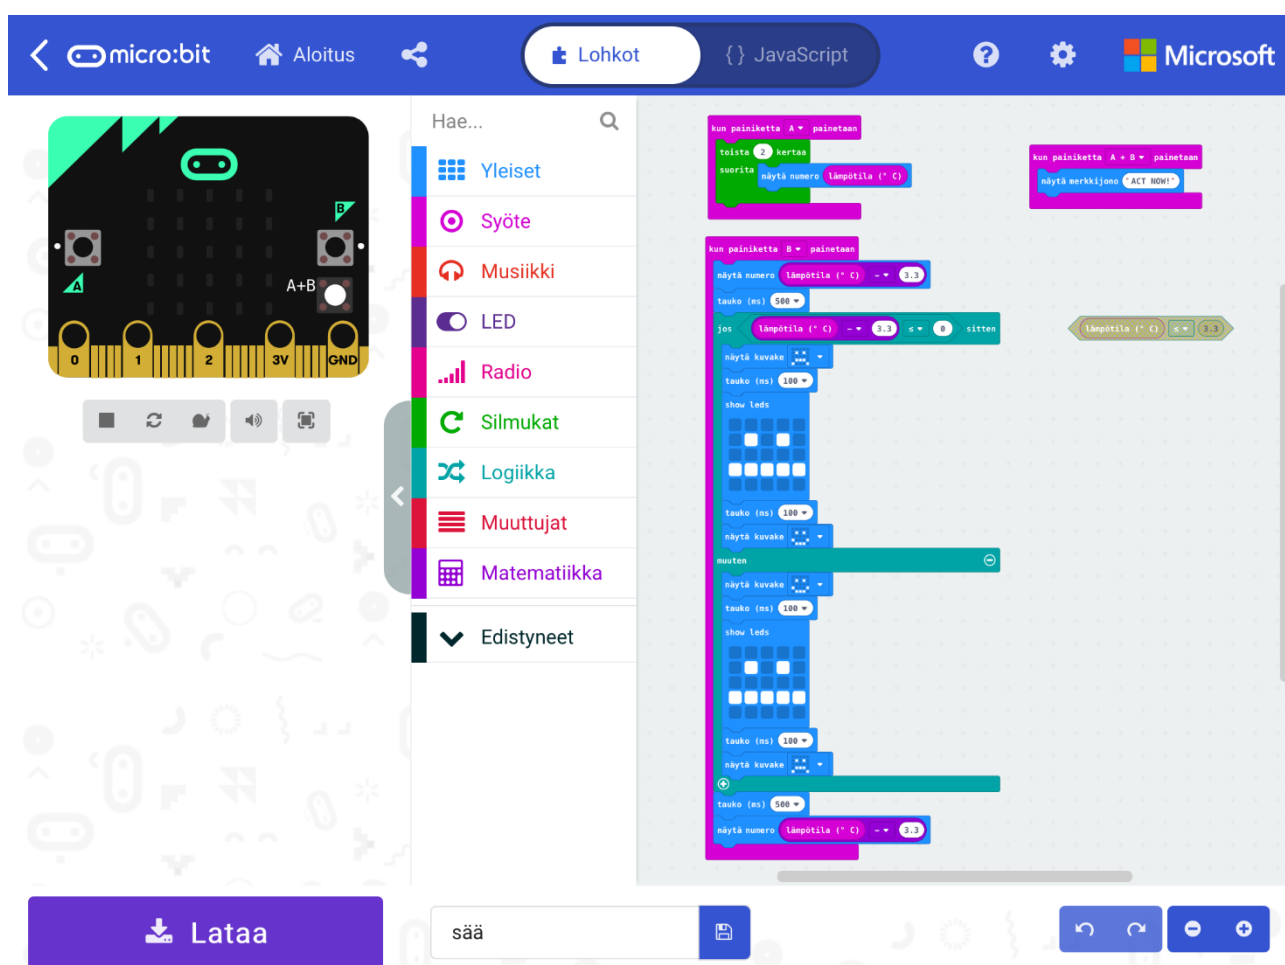 micro:bit
Aloitus
Lohkot
{ } JavaScript
Microsoft
B
A
A+B
0 1 2 3V GND
Hae...
Yleiset
Syöte
Musiikki
LED
Radio
Silmukat
Logiikka
Muuttujat
Matematiikka
Edistyneet
kun painiketta A painetaan
toista 2 kertaa
suorita näytä numero lämpötila (° C)
kun painiketta A + B painetaan
näytä merkkijono "ACT NOW!"
kun painiketta B painetaan
näytä numero lämpötila (° C) - 3.3
tauko (ms) 500
jos lämpötila (° C) - 3.3 ≤ 0 sitten
lämpötila (° C) ≤ 3.3
näytä kuvake
tauko (ms) 100
show leds
tauko (ms) 100
näytä kuvake
muuten
näytä kuvake
tauko (ms) 100
show leds
tauko (ms) 100
näytä kuvake
tauko (ms) 500
näytä numero lämpötila (° C) - 3.3
Lataa
sää